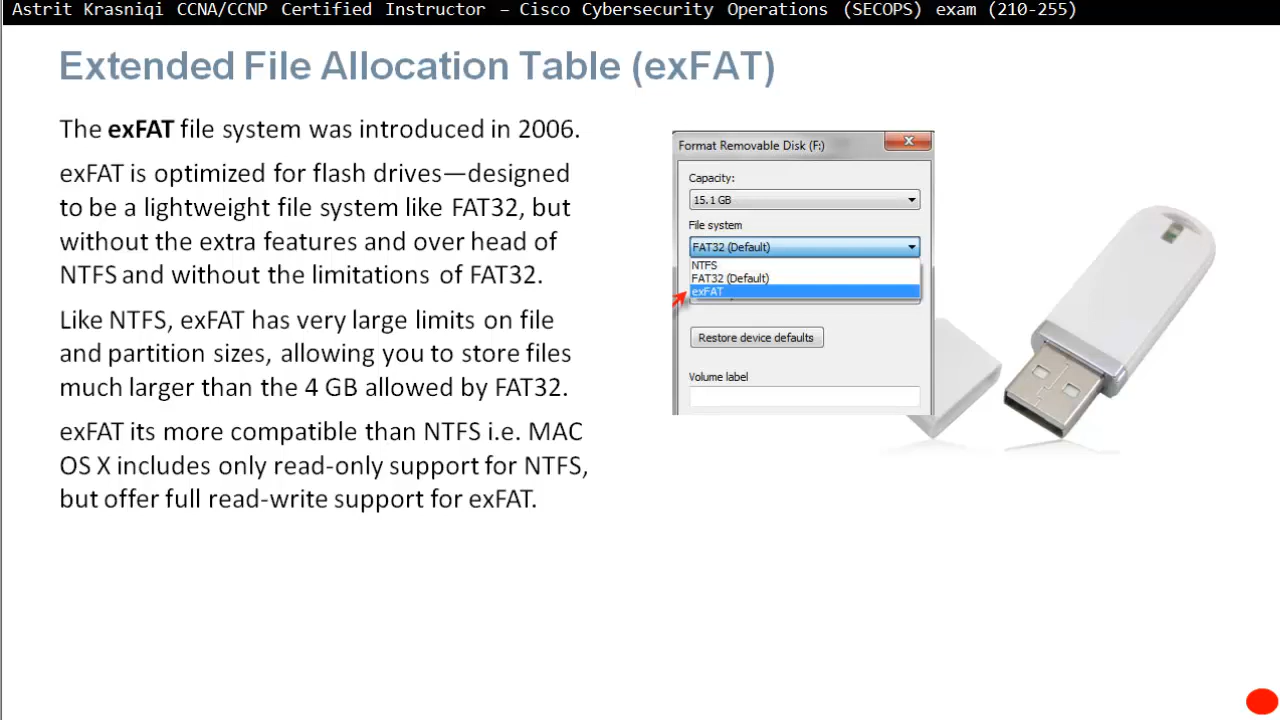 Astrit Krasniqi CCNA/CCNP Certified Instructor – Cisco Cybersecurity Operations (SECOPS) exam (210-255)
Extended File Allocation Table (exFAT)
The exFAT file system was introduced in 2006.
exFAT is optimized for flash drives—designed
to be a lightweight file system like FAT32, but
without the extra features and over head of
NTFS and without the limitations of FAT32.
Like NTFS, exFAT has very large limits on file
and partition sizes, allowing you to store files
much larger than the 4 GB allowed by FAT32.
exFAT its more compatible than NTFS i.e. MAC
OS X includes only read-only support for NTFS,
but offer full read-write support for exFAT.
Format Removable Disk (F:)
Capacity:
15.1 GB
File system
FAT32 (Default)
NTFS
FAT32 (Default)
exFAT
Restore device defaults
Volume label